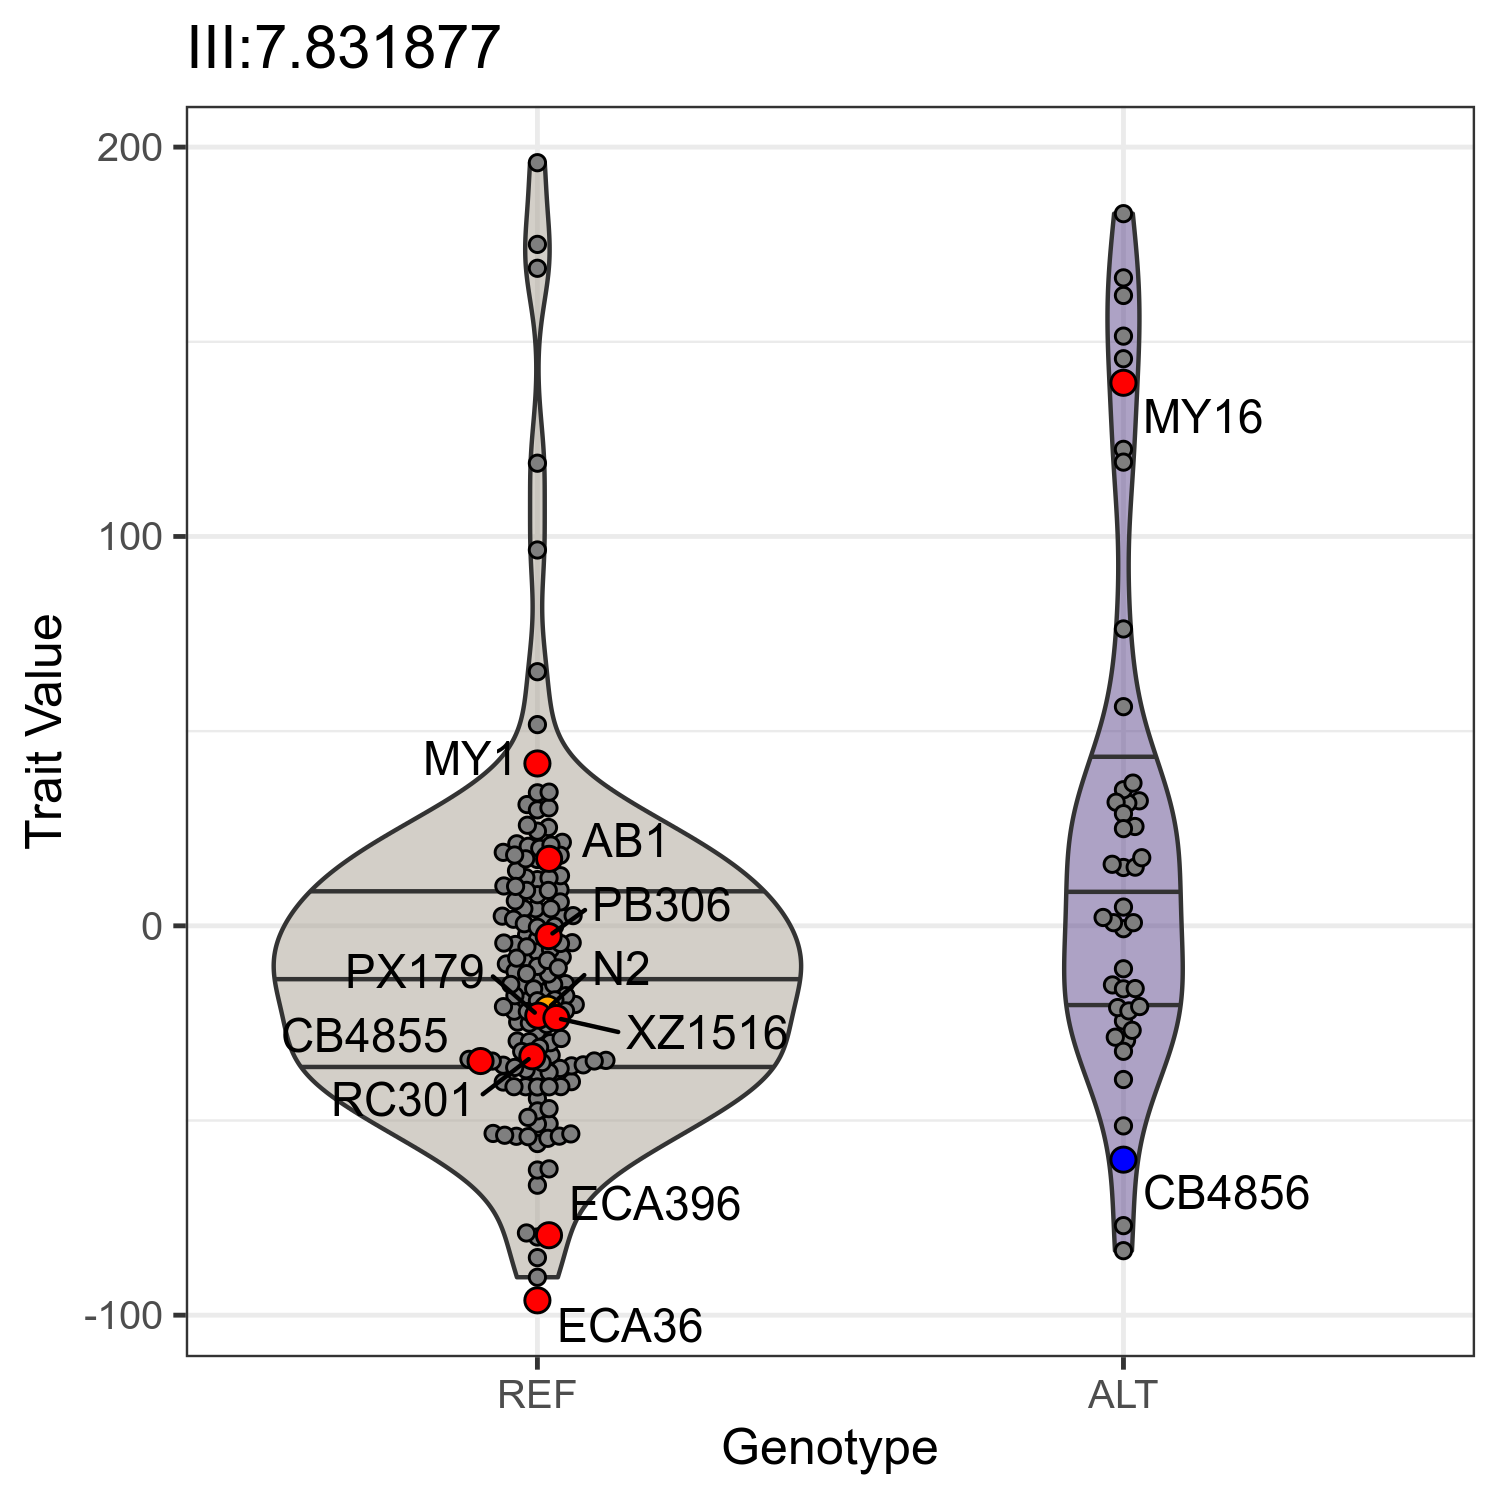 III:7.831877
200
100
0
-100
Trait Value
MY16
MY1
AB1
PB306
PX179
N2
CB4855
XZ1516
RC301
ECA396
CB4856
ECA36
REF
ALT
Genotype